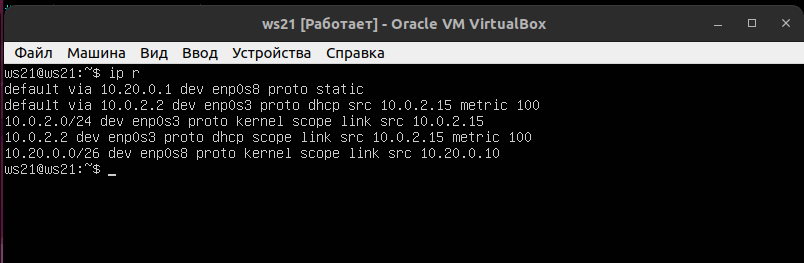 ws21 [Работает] - Oracle VM VirtualBox
Файл Машина Вид Ввод Устройства Справка
ws21@ws21:~$ ip r
default via 10.20.0.1 dev enp0s8 proto static
default via 10.0.2.2 dev enp0s3 proto dhcp src 10.0.2.15 metric 100
10.0.2.0/24 dev enp0s3 proto kernel scope link src 10.0.2.15
10.0.2.2 dev enp0s3 proto dhcp scope link src 10.0.2.15 metric 100
10.20.0.0/26 dev enp0s8 proto kernel scope link src 10.20.0.10
ws21@ws21:~$ _